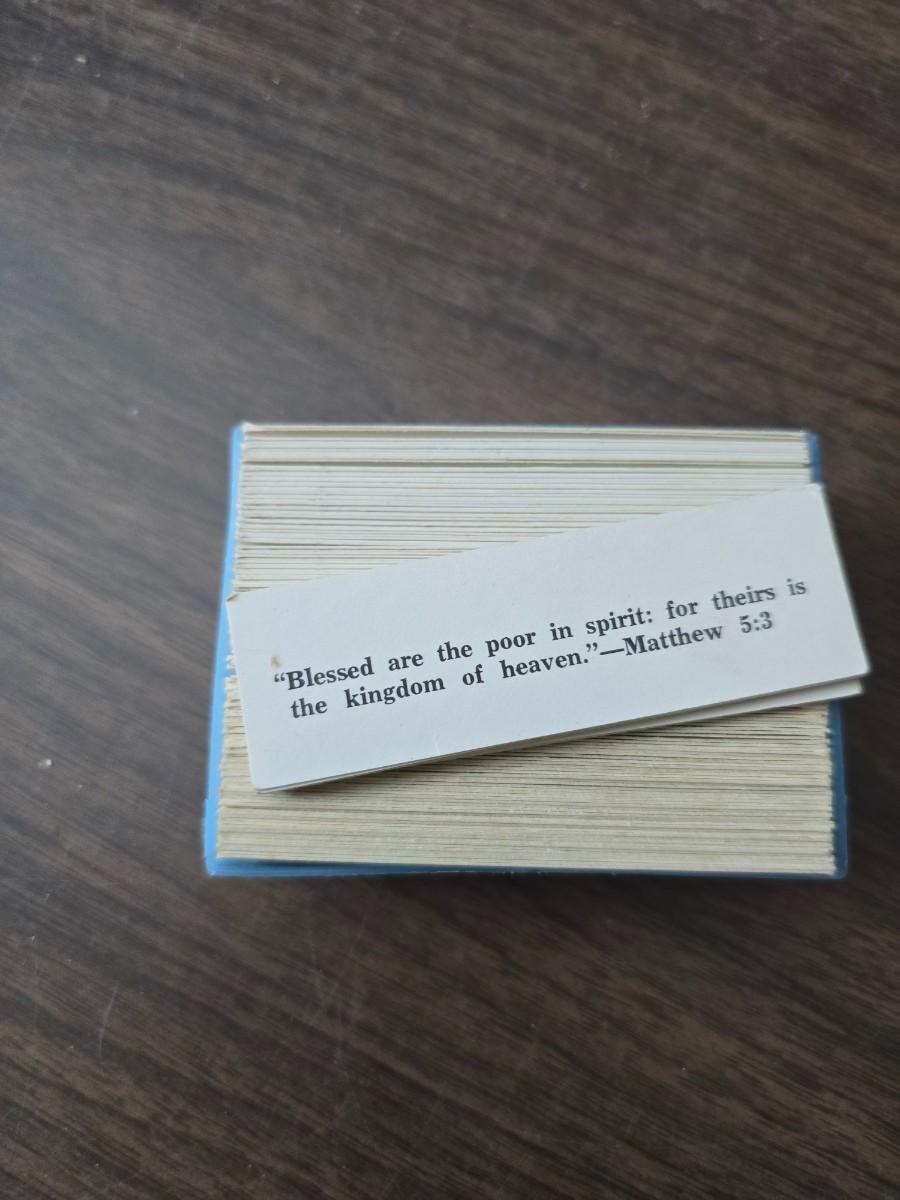 “Blessed are the poor in spirit: for theirs is
the kingdom of heaven.”—Matthew 5:3